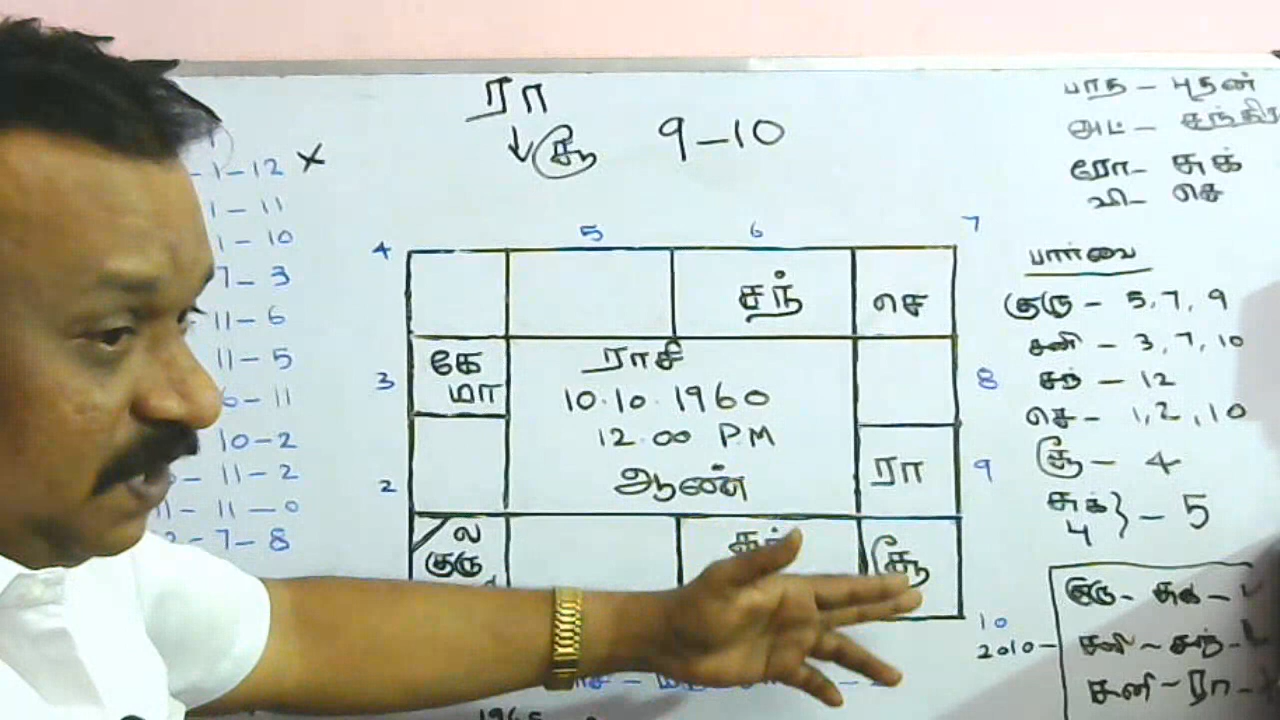 ரா
↓ சூ 9-10
பாத - புதன்
அட் - சந்திர
ரோ - சுக்
வி - செ
1-12 ×
1-11
1-10
7-3
11-6
11-5
6-11
10-2
11-2
11-0
7-8
4 5 6 7
சந் செ
கே
மா
3
ராசி
10.10.1960
12.00 PM
ஆண்
8
2
ரா 9
ல
குரு
சூ
10
பார்வை
குரு - 5, 7, 9
சனி - 3, 7, 10
சந் - 12
செ - 1, 2, 10
சூ - 4
சுக் } - 5
பு
குரு - சுக -
2010 - சனி - சந் -
சனி - ரா -
1965